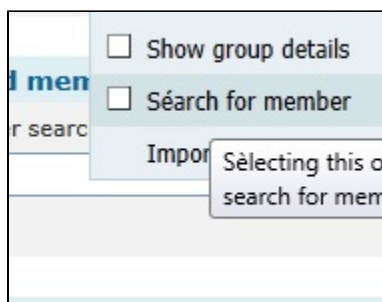 Show group details
d mem
Séarch for member
r searc
Impor
Sèlecting this o
search for mem